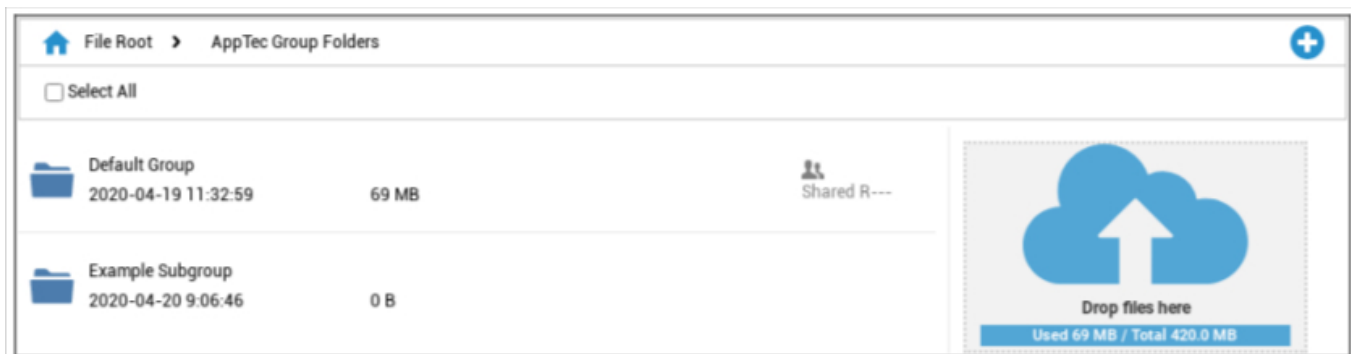 File Root > AppTec Group Folders
Select All
Default Group
2020-04-19 11:32:59 69 MB
Shared R---
Example Subgroup
2020-04-20 9:06:46 0 B
Drop files here
Used 69 MB / Total 420.0 MB